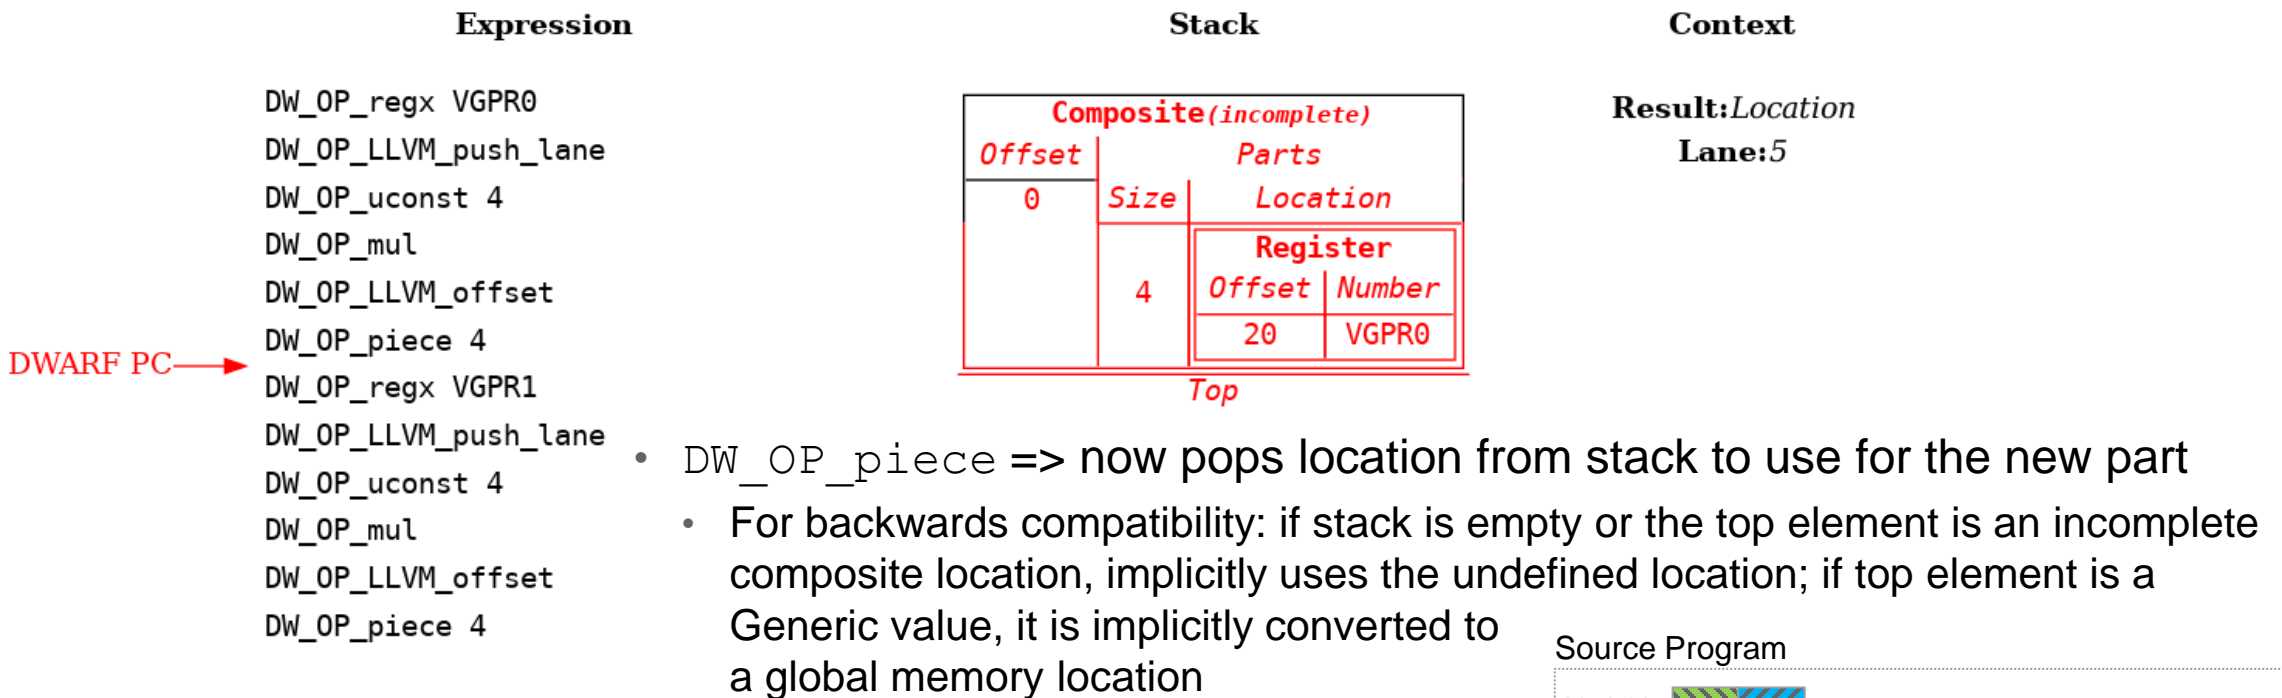 Expression
Stack
Context
DW_OP_regx VGPR0
DW_OP_LLVM_push_lane
DW_OP_uconst 4
DW_OP_mul
DW_OP_LLVM_offset
DW_OP_piece 4
DWARF PC
DW_OP_regx VGPR1
DW_OP_LLVM_push_lane
DW_OP_uconst 4
DW_OP_mul
DW_OP_LLVM_offset
DW_OP_piece 4
Composite(incomplete)
Offset Parts
0 Size Location
Register
4 Offset Number
20 VGPR0
Top
Result:Location
Lane:5
• DW_OP_piece => now pops location from stack to use for the new part
• For backwards compatibility: if stack is empty or the top element is an incomplete
composite location, implicitly uses the undefined location; if top element is a
Generic value, it is implicitly converted to
a global memory location
Source Program